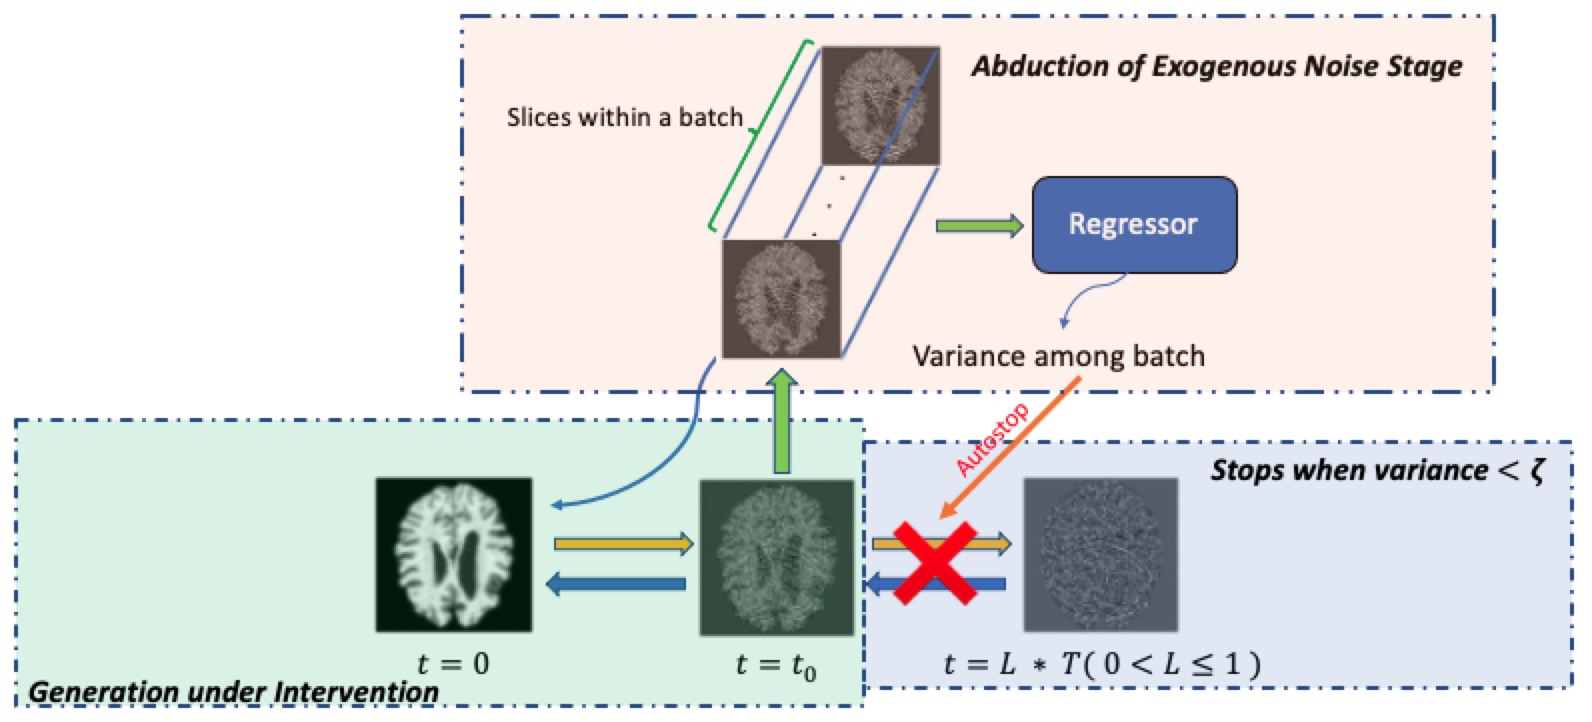 Abduction of Exogenous Noise Stage
Slices within a batch
Regressor
Variance among batch
Autostop
Stops when variance < ζ
t = 0
t = t₀
t = L * T( 0 < L ≤ 1 )
Generation under Intervention